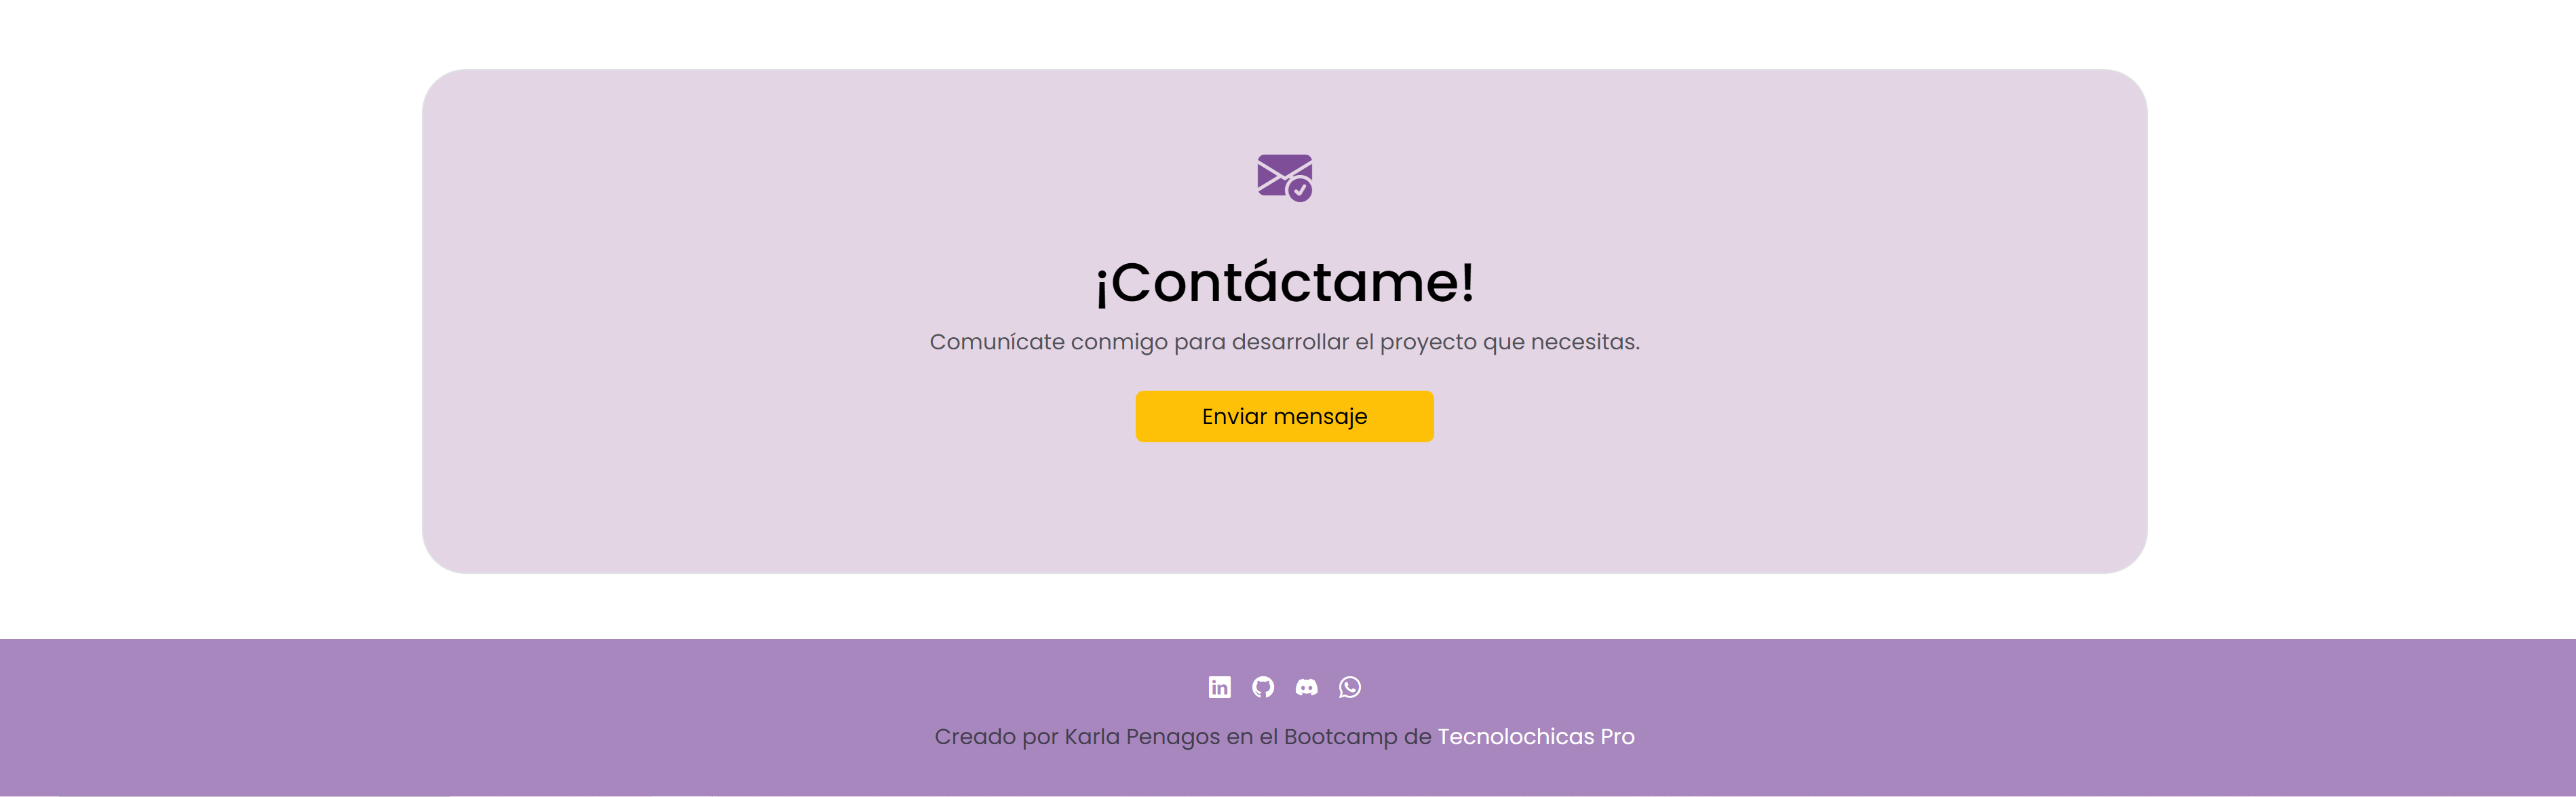 ¡Contáctame!
Comunícate conmigo para desarrollar el proyecto que necesitas.
Enviar mensaje
in
Creado por Karla Penagos en el Bootcamp de Tecnolochicas Pro